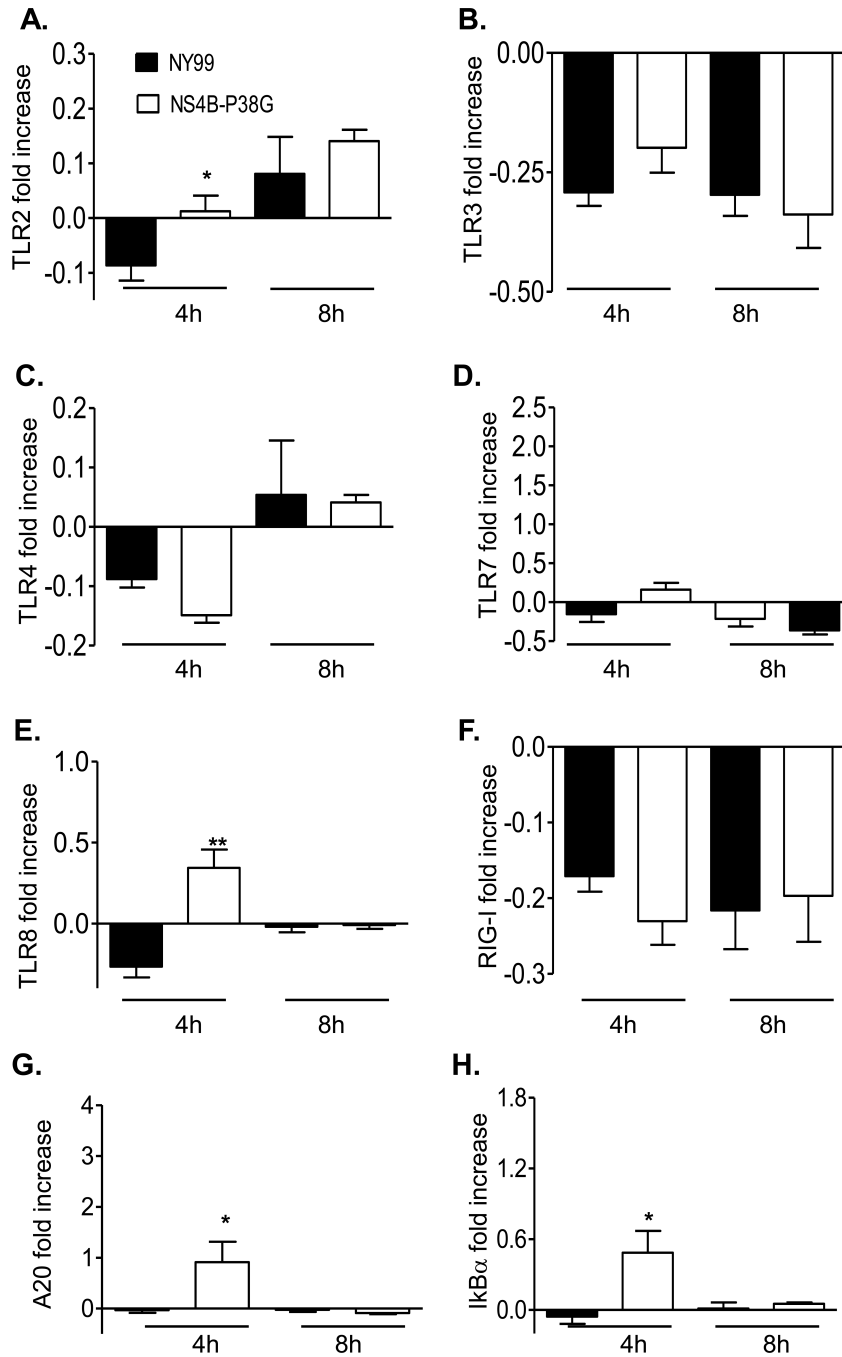 A.
TLR2 fold increase
0.3
0.2
0.1
0.0
-0.1
NY99
NS4B-P38G
*
4h
8h
B.
TLR3 fold increase
0.00
-0.25
-0.50
4h
8h
C.
TLR4 fold increase
0.2
0.1
0.0
-0.1
-0.2
4h
8h
D.
TLR7 fold increase
2.5
2.0
1.5
1.0
0.5
0.0
-0.5
4h
8h
E.
TLR8 fold increase
1.0
0.5
0.0
**
4h
8h
F.
RIG-I fold increase
0.0
-0.1
-0.2
-0.3
4h
8h
G.
A20 fold increase
4
3
2
1
0
*
4h
8h
H.
IkBα fold increase
1.8
1.2
0.6
0.0
*
4h
8h